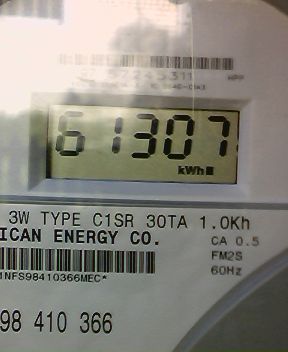 61307
kWh
3W TYPE C1SR 30TA 1.0Kh
ICAN ENERGY CO.
CA 0.5
FM2S
60Hz
1NFS98410366MEC*
98 410 366